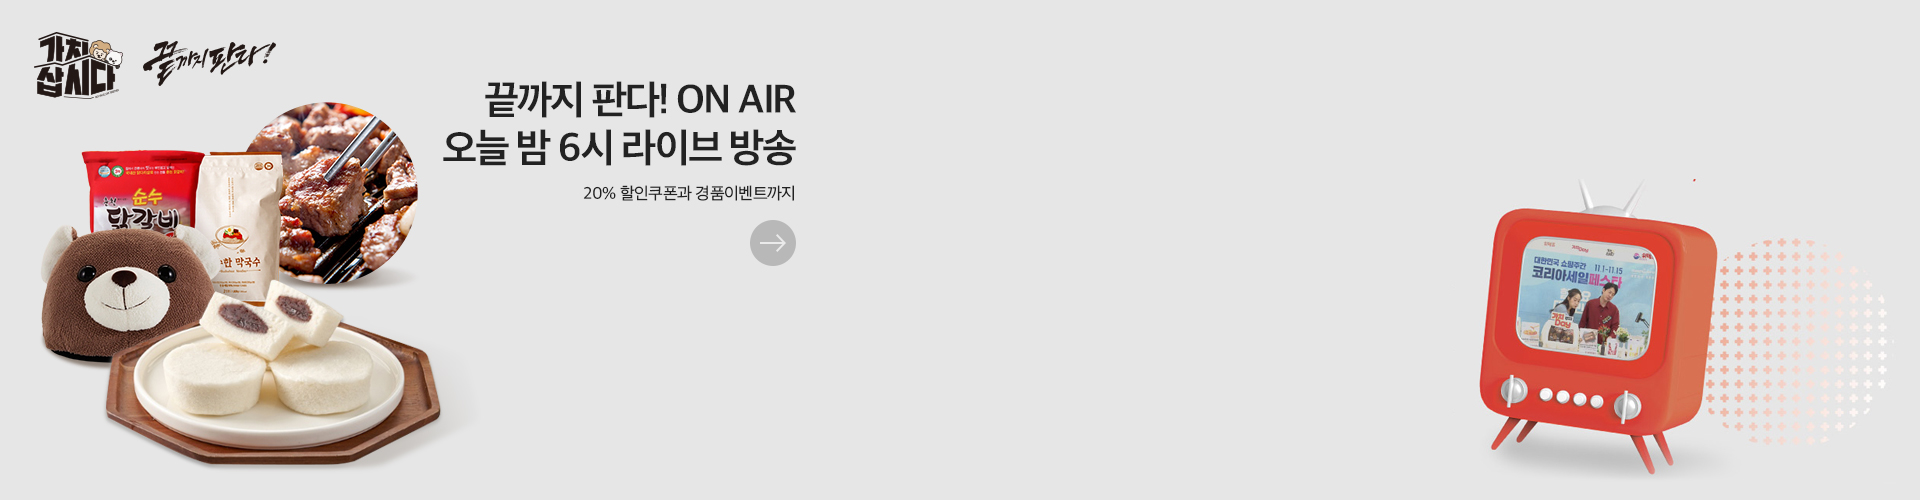 가치
삽시다
끝까지 판다!
끝까지 판다! ON AIR
오늘 밤 6시 라이브 방송
20% 할인쿠폰과 경품이벤트까지
순수
닭갈비
한 막국수
대한민국 쇼핑주간 11.1-11.15
코리아세일페스타